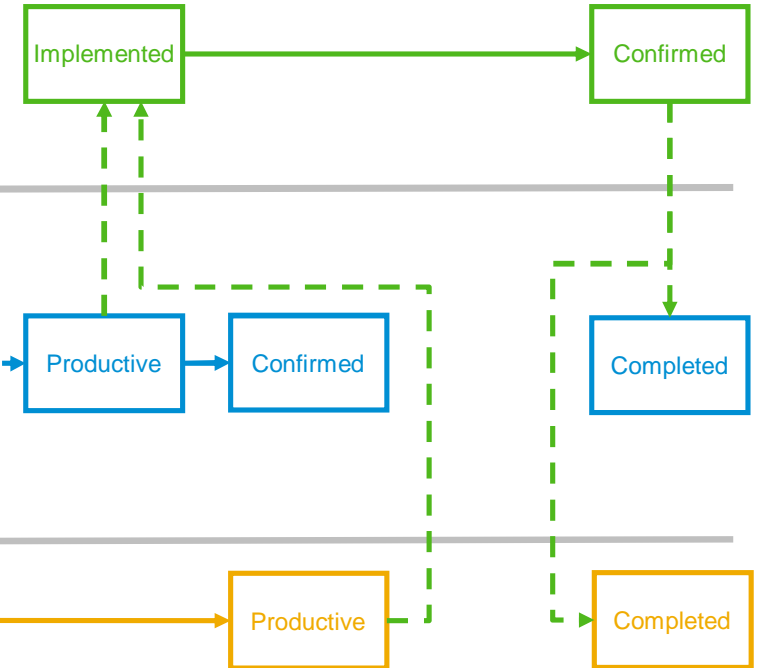 Implemented
Confirmed
Productive
Confirmed
Completed
Productive
Completed